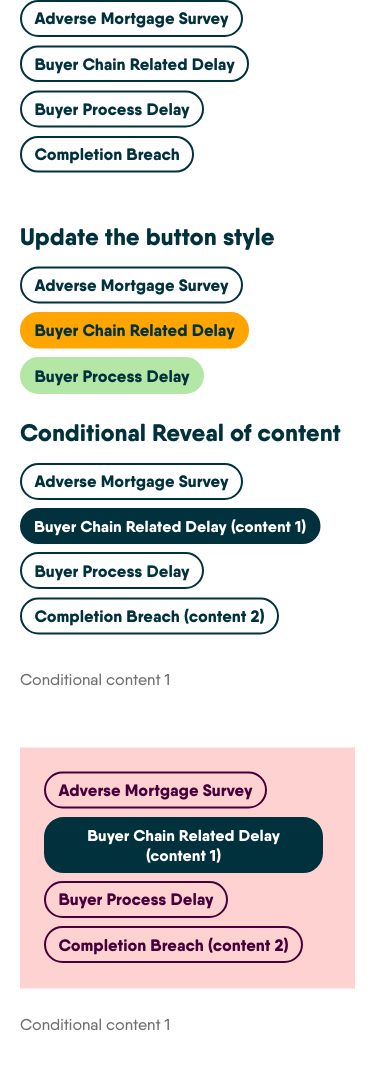 Adverse Mortgage Survey
Buyer Chain Related Delay
Buyer Process Delay
Completion Breach
Update the button style
Adverse Mortgage Survey
Buyer Chain Related Delay
Buyer Process Delay
Conditional Reveal of content
Adverse Mortgage Survey
Buyer Chain Related Delay (content 1)
Buyer Process Delay
Completion Breach (content 2)
Conditional content 1
Adverse Mortgage Survey
Buyer Chain Related Delay
(content 1)
Buyer Process Delay
Completion Breach (content 2)
Conditional content 1